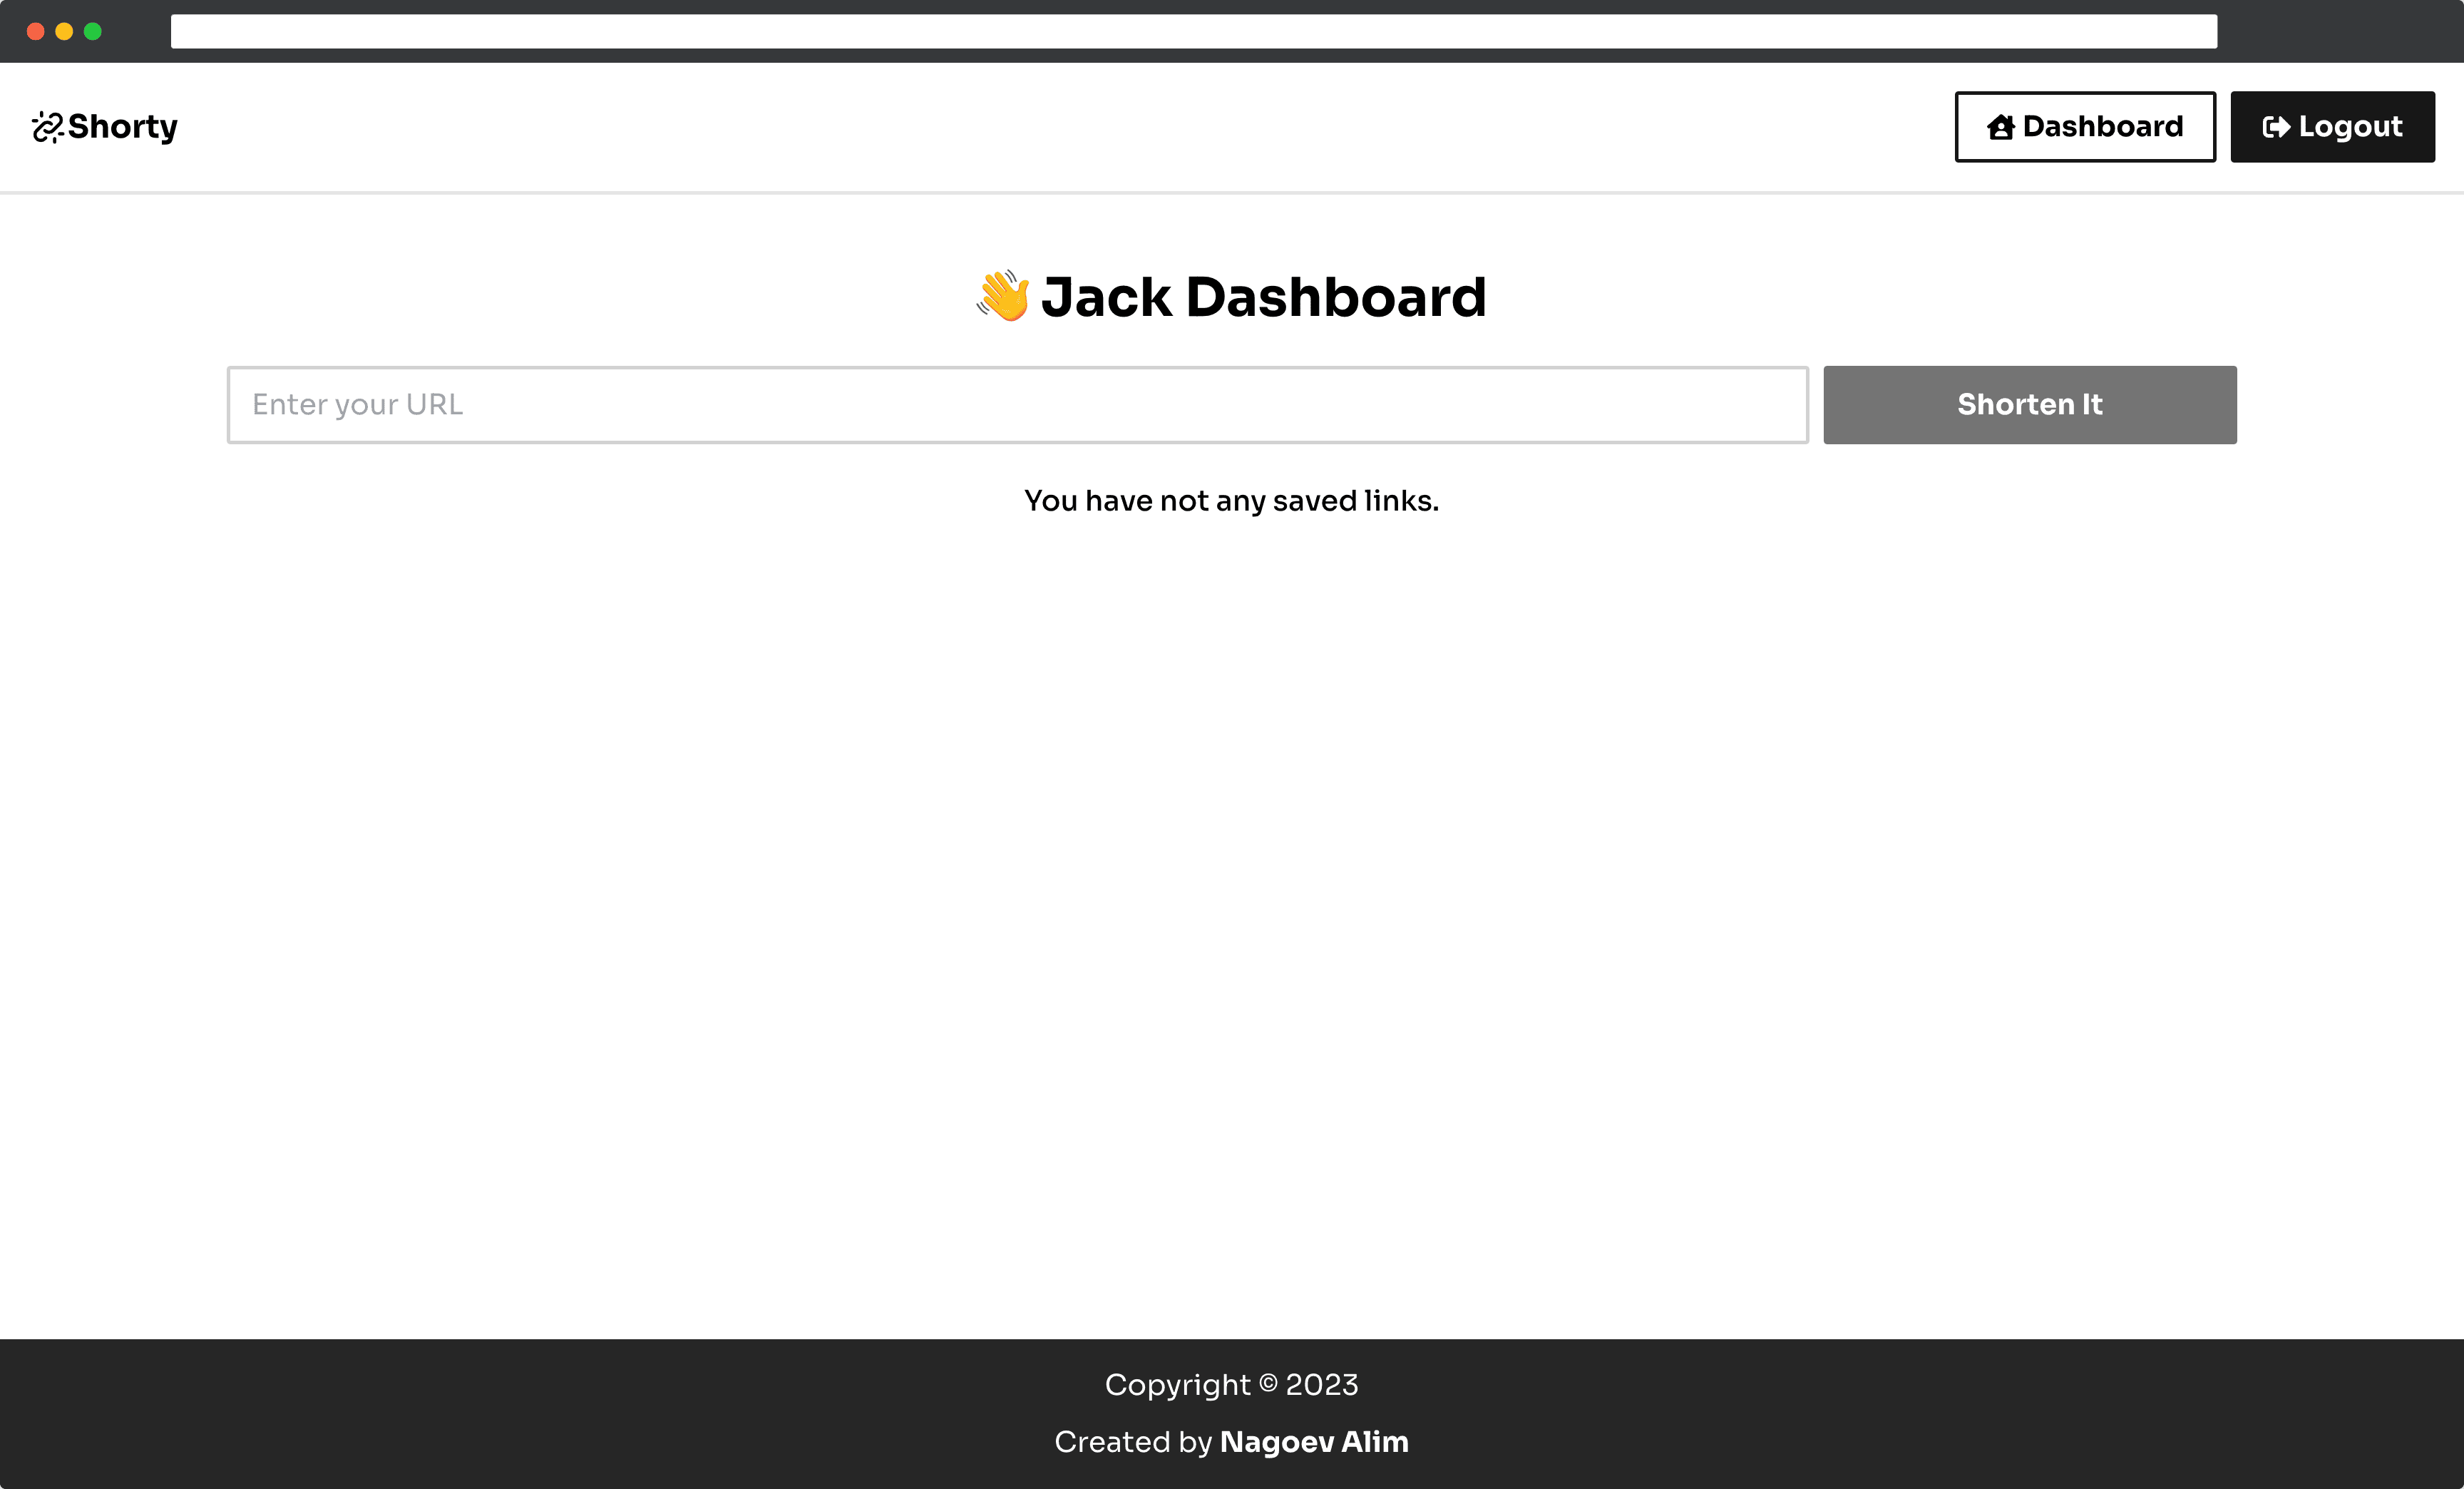 Shorty
Dashboard
Logout
👋 Jack Dashboard
Enter your URL
Shorten It
You have not any saved links.
Copyright © 2023
Created by Nagoev Alim